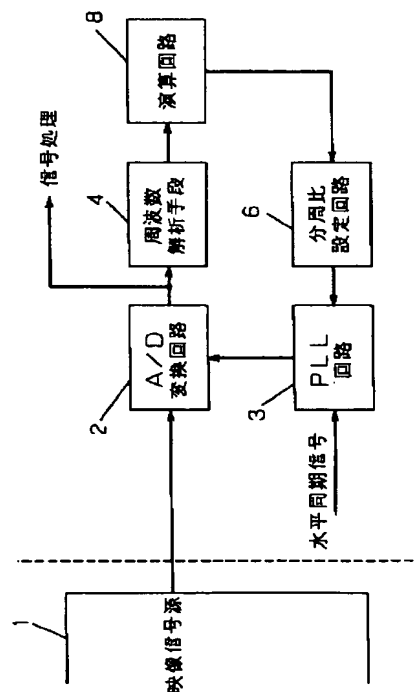 1
映像信号源
2
A/D
変換回路
信号処理
4
周波数
解析手段
8
演算回路
水平同期信号
3
PLL
回路
6
分周比
設定回路